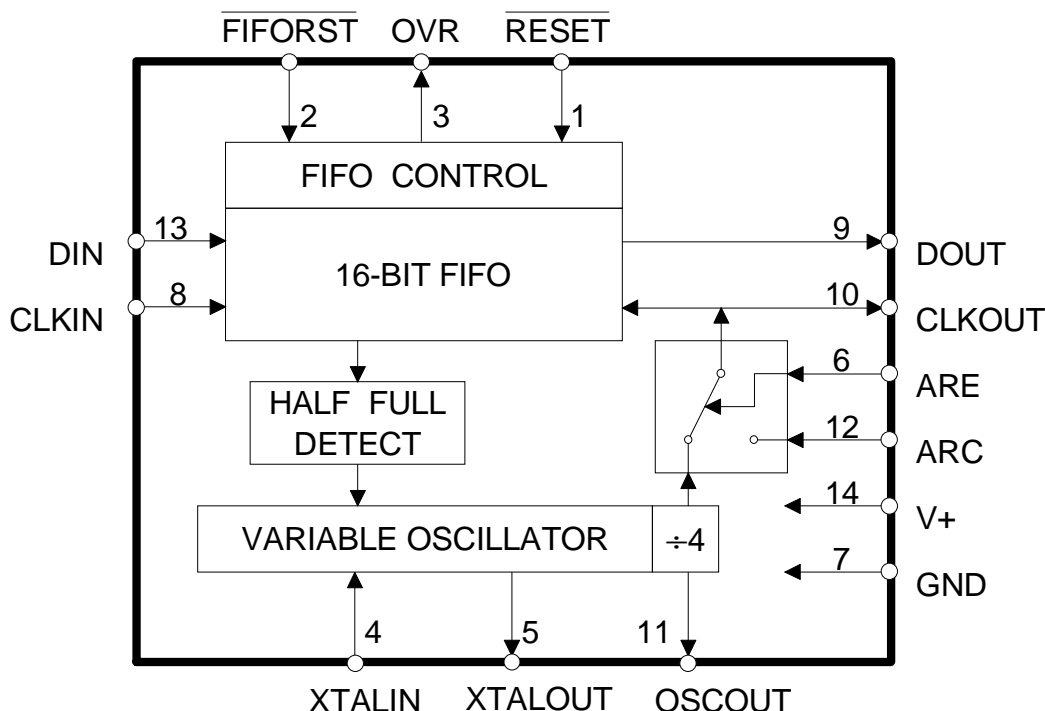 FIFORST OVR RESET
2 3 1
FIFO CONTROL
13
DIN
16-BIT FIFO
9
DOUT
8
CLKIN
10
CLKOUT
6
ARE
HALF FULL
DETECT
12
ARC
14
V+
VARIABLE OSCILLATOR ÷4
7
GND
4 5 11
XTALIN XTALOUT OSCOUT